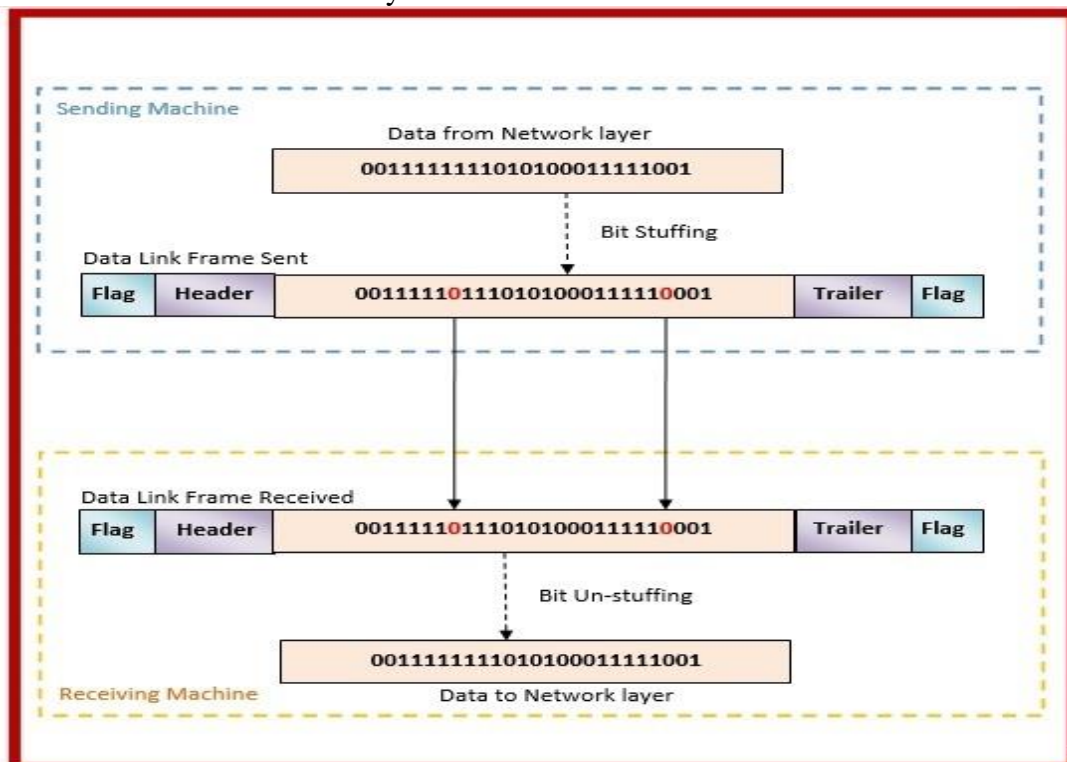 y
Sending Machine
Data from Network layer
0011111111010100011111001
Bit Stuffing
Data Link Frame Sent
Flag Header 001111101110101000111110001 Trailer Flag
Data Link Frame Received
Flag Header 001111101110101000111110001 Trailer Flag
Bit Un-stuffing
0011111111010100011111001
Receiving Machine Data to Network layer